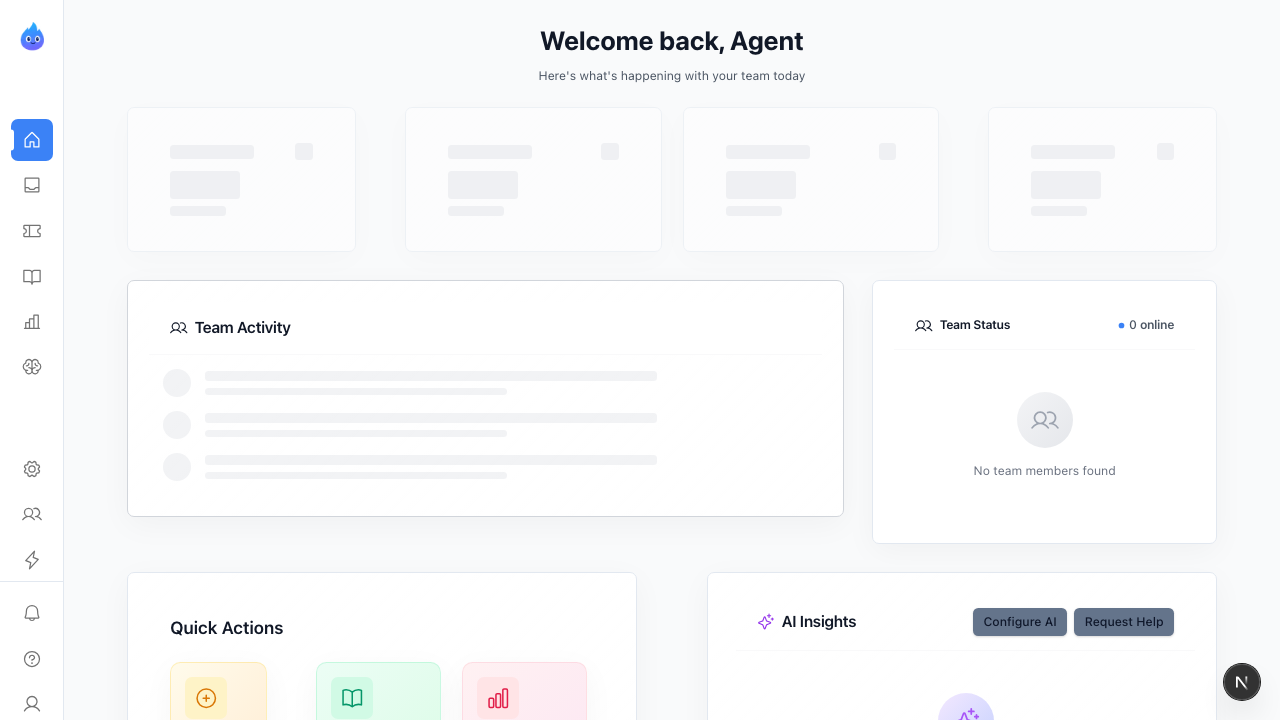 Welcome back, Agent
Here's what's happening with your team today
Team Activity
Team Status
0 online
No team members found
Quick Actions
AI Insights
Configure AI
Request Help
N